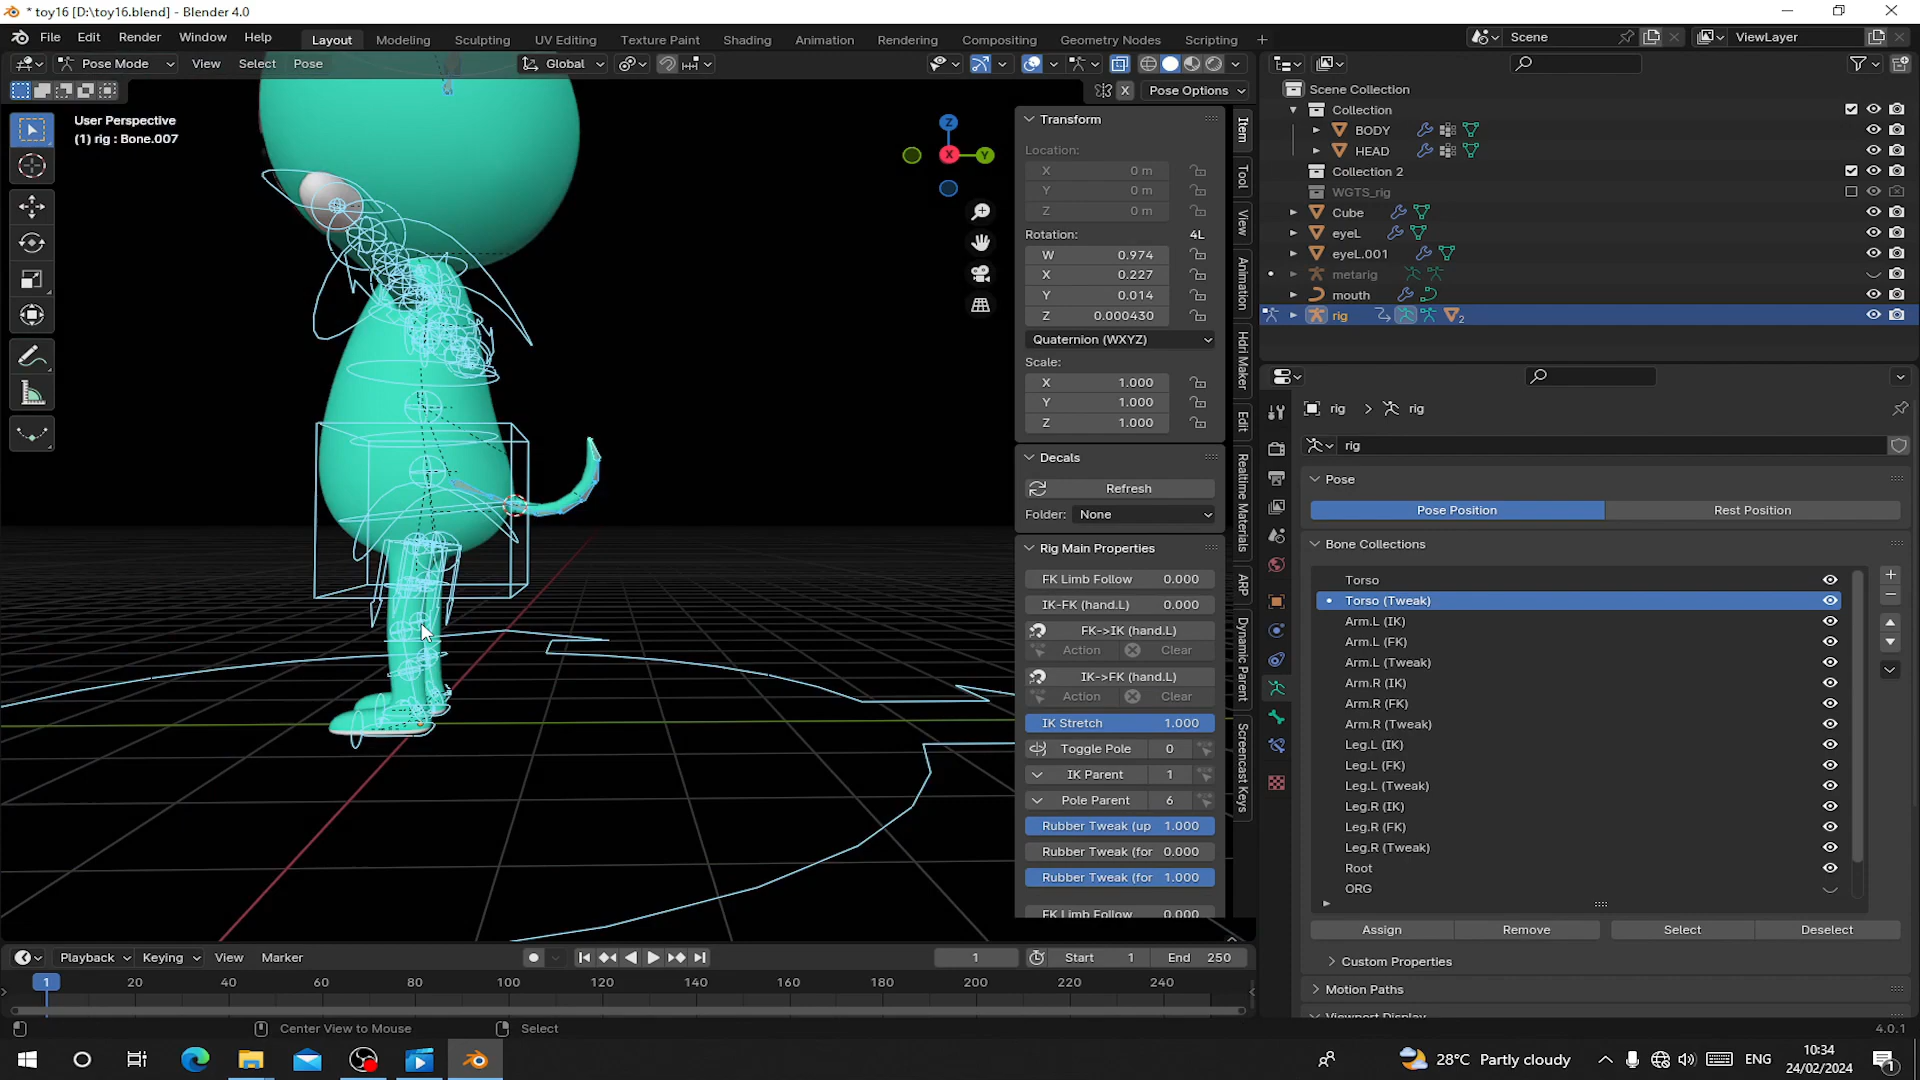 * toy16 [D:\toy16.blend] - Blender 4.0
File Edit Render Window Help
Layout Modeling Sculpting UV Editing Texture Paint Shading Animation Rendering Compositing Geometry Nodes Scripting +
Scene
ViewLayer
Pose Mode View Select Pose Global
X Pose Options
User Perspective
(1) rig : Bone.007
Z
X
Y
Transform
Location:
X 0 m
Y 0 m
Z 0 m
Rotation: 4L
W 0.974
X 0.227
Y 0.014
Z 0.000430
Quaternion (WXYZ)
Scale:
X 1.000
Y 1.000
Z 1.000
Decals
Refresh
Folder: None
Rig Main Properties
FK Limb Follow 0.000
IK-FK (hand.L) 0.000
FK->IK (hand.L)
Action Clear
IK->FK (hand.L)
Action Clear
IK Stretch 1.000
Toggle Pole 0
IK Parent 1
Pole Parent 6
Rubber Tweak (up 1.000
Rubber Tweak (for 0.000
Rubber Tweak (for 1.000
FK Limb Follow 0.000
Item
Tool
View
Animation
Hdri Maker
Edit
Realtime Materials
ARP
Dynamic Parent
Screencast Keys
Scene Collection
Collection
BODY
HEAD
Collection 2
WGTS_rig
Cube
eyeL
eyeL.001
metarig
mouth
rig 2
rig > rig
rig
Pose
Pose Position Rest Position
Bone Collections
Torso
Torso (Tweak)
Arm.L (IK)
Arm.L (FK)
Arm.L (Tweak)
Arm.R (IK)
Arm.R (FK)
Arm.R (Tweak)
Leg.L (IK)
Leg.L (FK)
Leg.L (Tweak)
Leg.R (IK)
Leg.R (FK)
Leg.R (Tweak)
Root
ORG
Assign Remove Select Deselect
Custom Properties
Motion Paths
Viewport Display
Playback Keying View Marker 1 Start 1 End 250
1 20 40 60 80 100 120 140 160 180 200 220 240
Center View to Mouse Select 4.0.1
28°C Partly cloudy ENG 10:34
24/02/2024
1